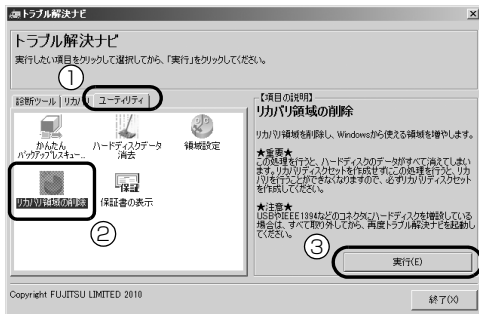 トラブル解決ナビ
トラブル解決ナビ
実行したい項目をクリックして選択してから、「実行」をクリックしてください。
①
診断ツール リカバリ ユーティリティ
かんたん
バックアップレスキュー...
ハードディスクデータ
消去
領域設定
リカバリ領域の削除
保証書
保証書の表示
②
【項目の説明】
リカバリ領域の削除
リカバリ領域を削除し、Windowsから使える領域を増やします。
★重要★
この処理を行うと、ハードディスクのデータがすべて消えてしまい
ます。リカバリディスクセットを作成せずにこの処理を行うと、リカ
バリを行うことができなくなりますので、必ずリカバリディスクセット
を作成してください。
★注意★
USBやIEEE1394などのコネクタにハードディスクを増設している
場合は、すべて取り外してから、再度トラブル解決ナビを起動し
てください。
③
実行(E)
Copyright FUJITSU LIMITED 2010
終了(X)